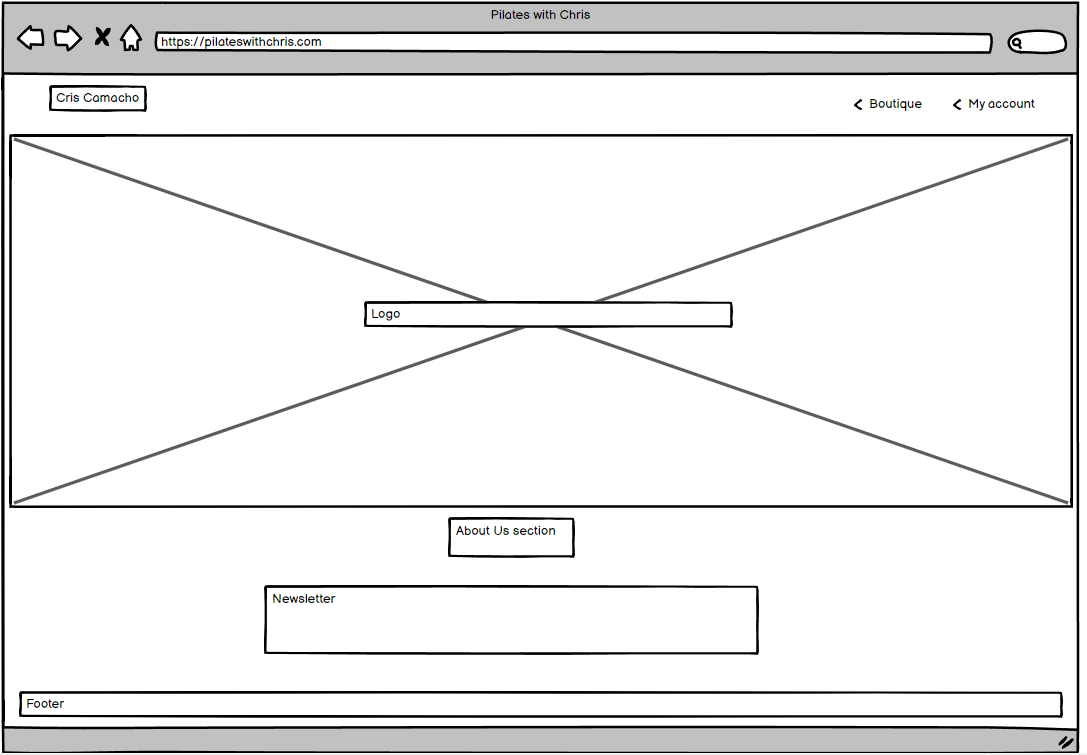 Pilates with Chris
https://pilateswithchris.com
Cris Camacho
Boutique
My account
Logo
About Us section
Newsletter
Footer